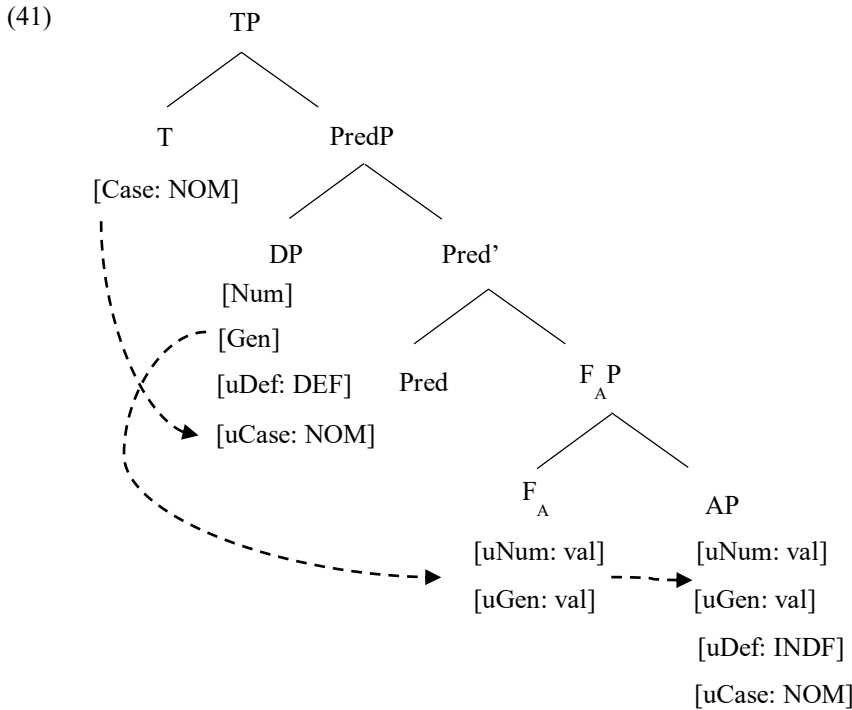 (41)
TP
T PredP
[Case: NOM]
DP Pred’
[Num]
[Gen]
[uDef: DEF] Pred FAP
[uCase: NOM]
FA AP
[uNum: val] [uNum: val]
[uGen: val] [uGen: val]
[uDef: INDF]
[uCase: NOM]